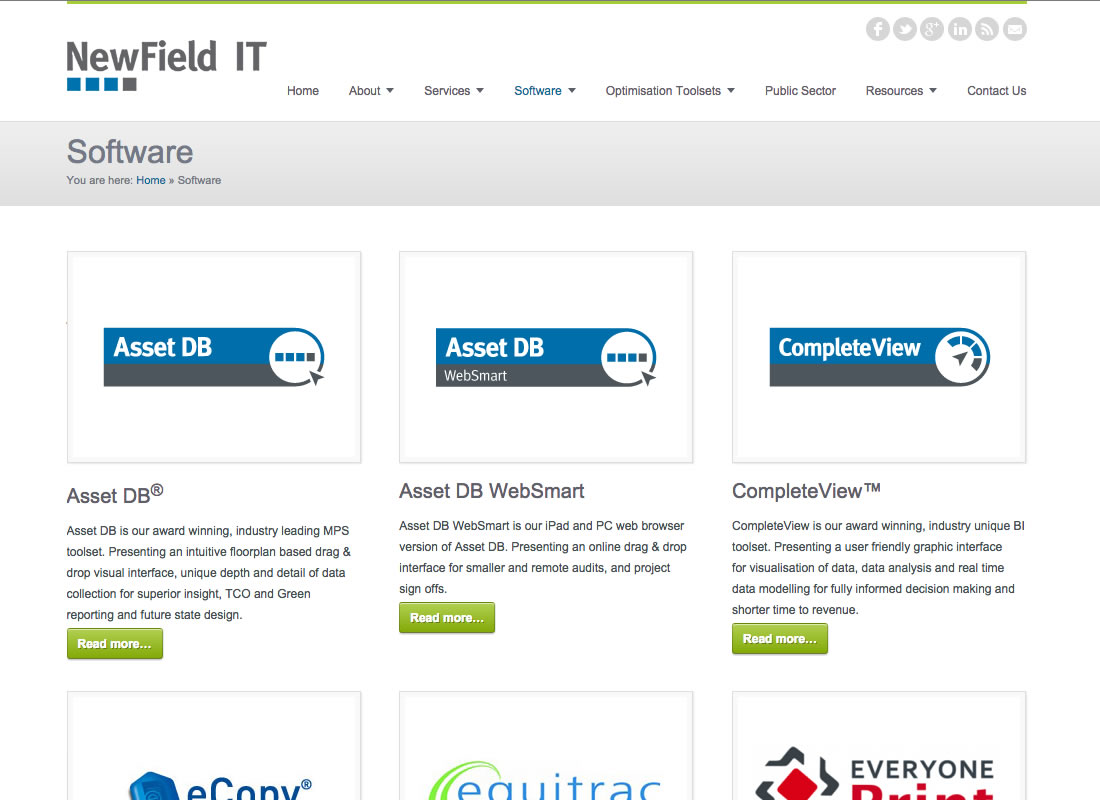 NewField IT
Home
About
Services
Software
Optimisation Toolsets
Public Sector
Resources
Contact Us
Software
You are here: Home » Software
Asset DB
Asset DB
WebSmart
CompleteView
Asset DB®
Asset DB is our award winning, industry leading MPS
toolset. Presenting an intuitive floorplan based drag &
drop visual interface, unique depth and detail of data
collection for superior insight, TCO and Green
reporting and future state design.
Read more...
Asset DB WebSmart
Asset DB WebSmart is our iPad and PC web browser
version of Asset DB. Presenting an online drag & drop
interface for smaller and remote audits, and project
sign offs.
Read more...
CompleteView™
CompleteView is our award winning, industry unique BI
toolset. Presenting a user friendly graphic interface
for visualisation of data, data analysis and real time
data modelling for fully informed decision making and
shorter time to revenue.
Read more...
eCopy®
equitrac
EVERYONE
Print